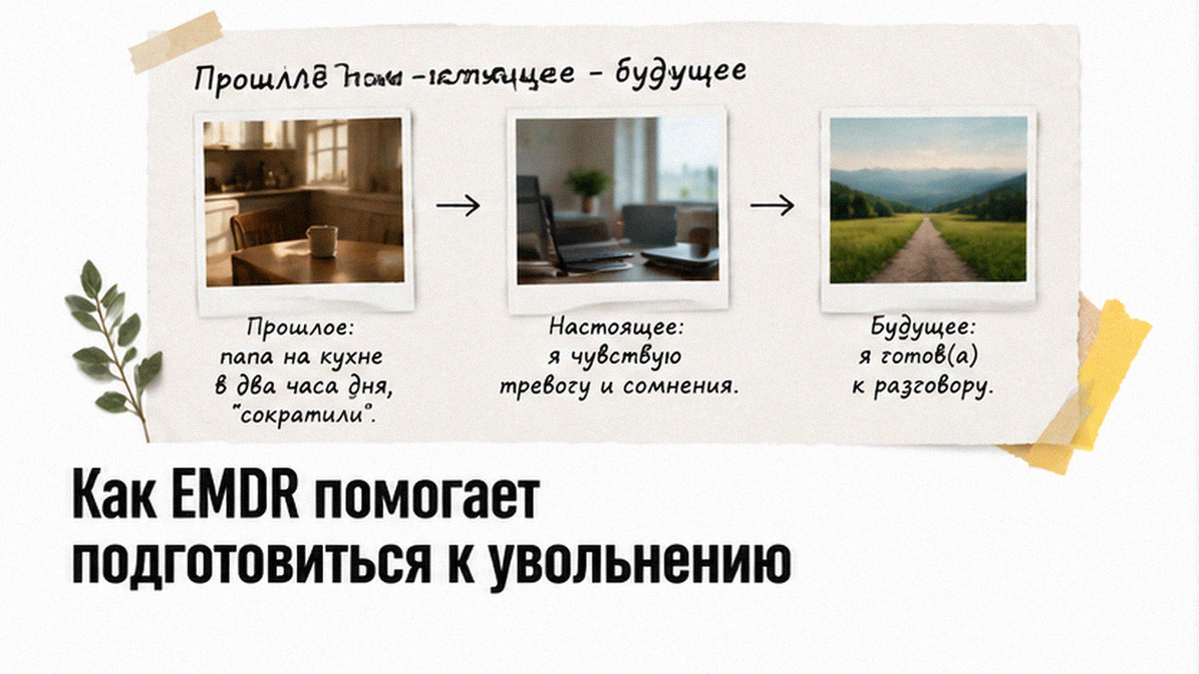 – будущее
Прошлое:
папа на кухне
в два часа дня,
"сократили".
Настоящее:
я чувствую
тревогу и сомнения.
Будущее:
я готов(а)
к разговору.
Как EMDR помогает
подготовиться к увольнению